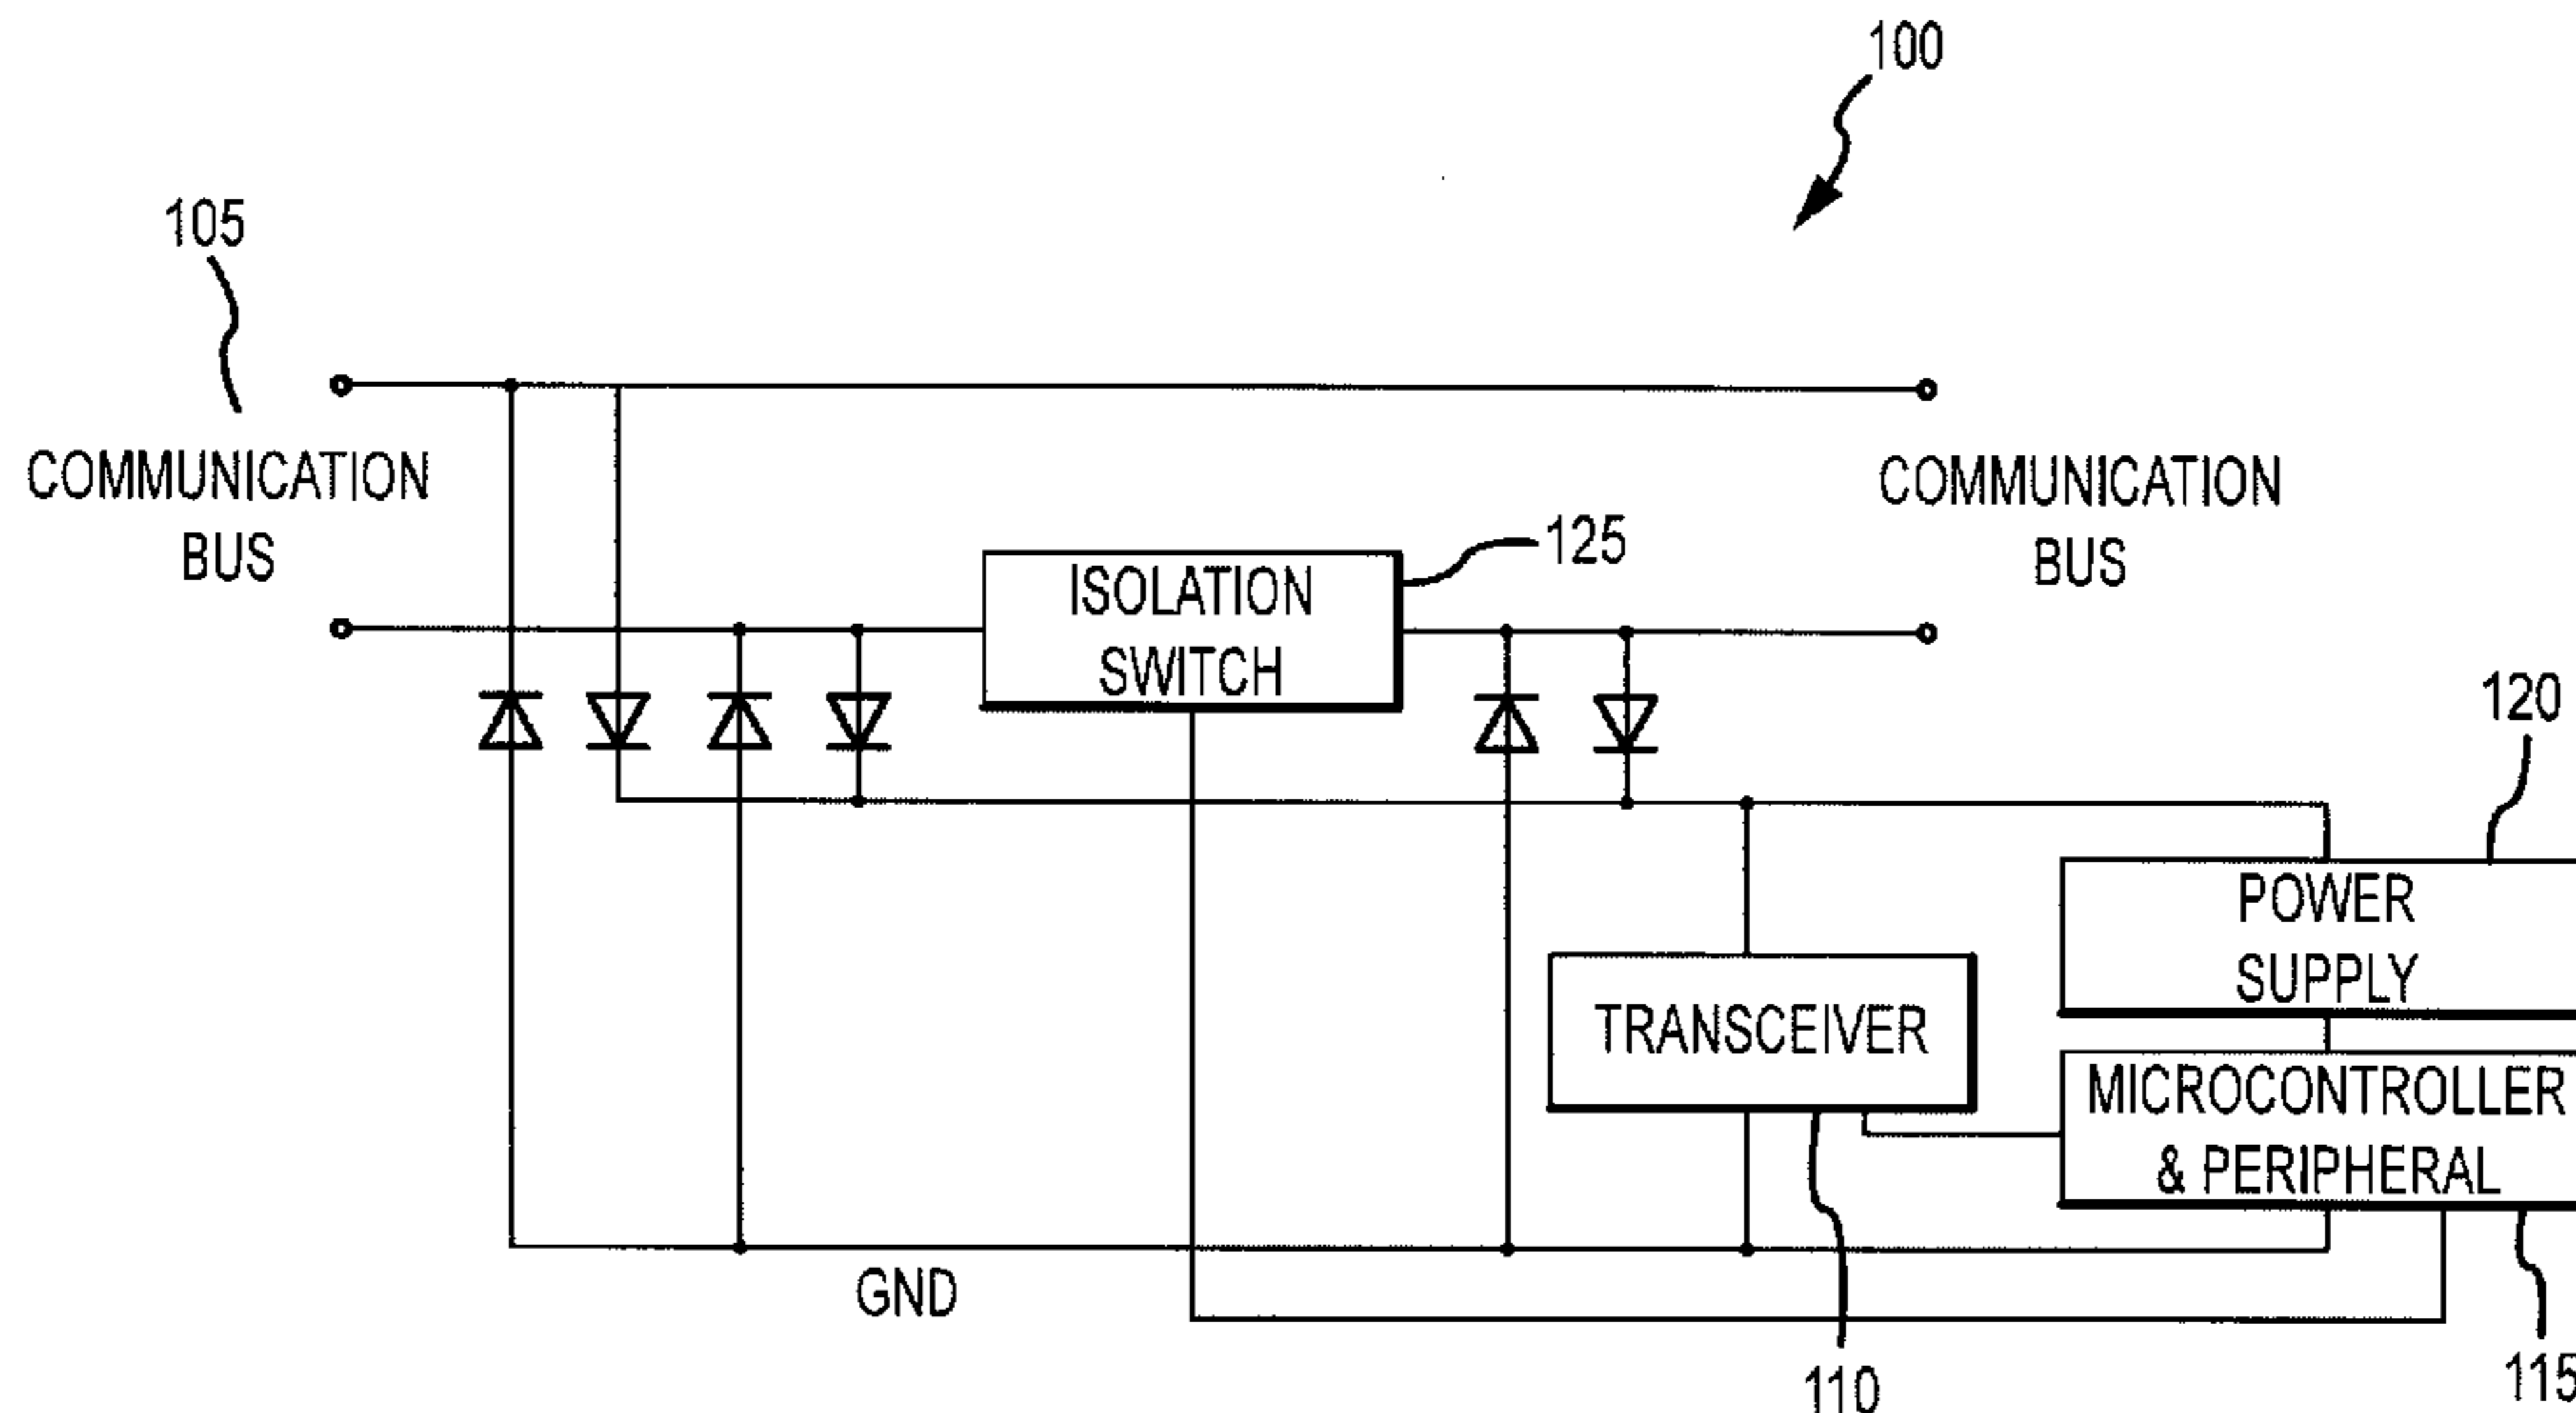 100
105
COMMUNICATION
BUS
COMMUNICATION
BUS
125
ISOLATION
SWITCH
120
POWER
SUPPLY
TRANSCEIVER
MICROCONTROLLER
& PERIPHERAL
GND
110
115